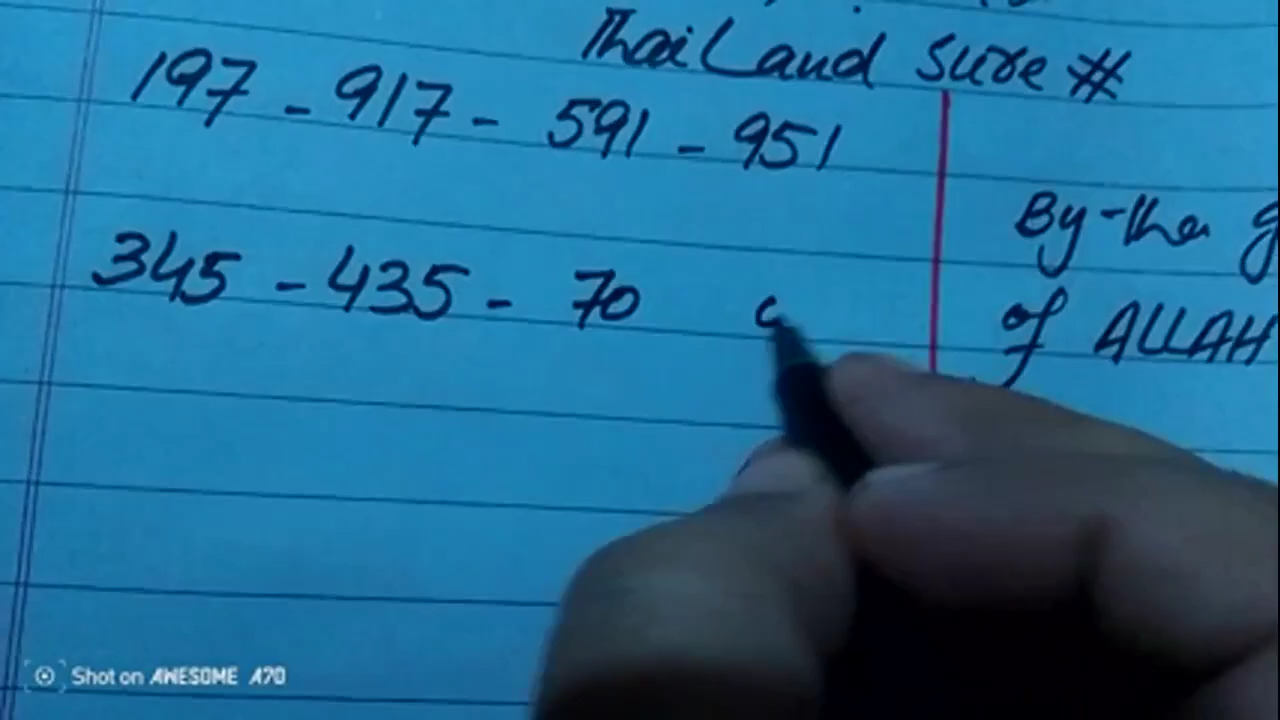 Thailand Sure #
197 - 917 - 591 - 951
By-the
345 - 435 - 70
of ALLAH
Shot on AWESOME A70